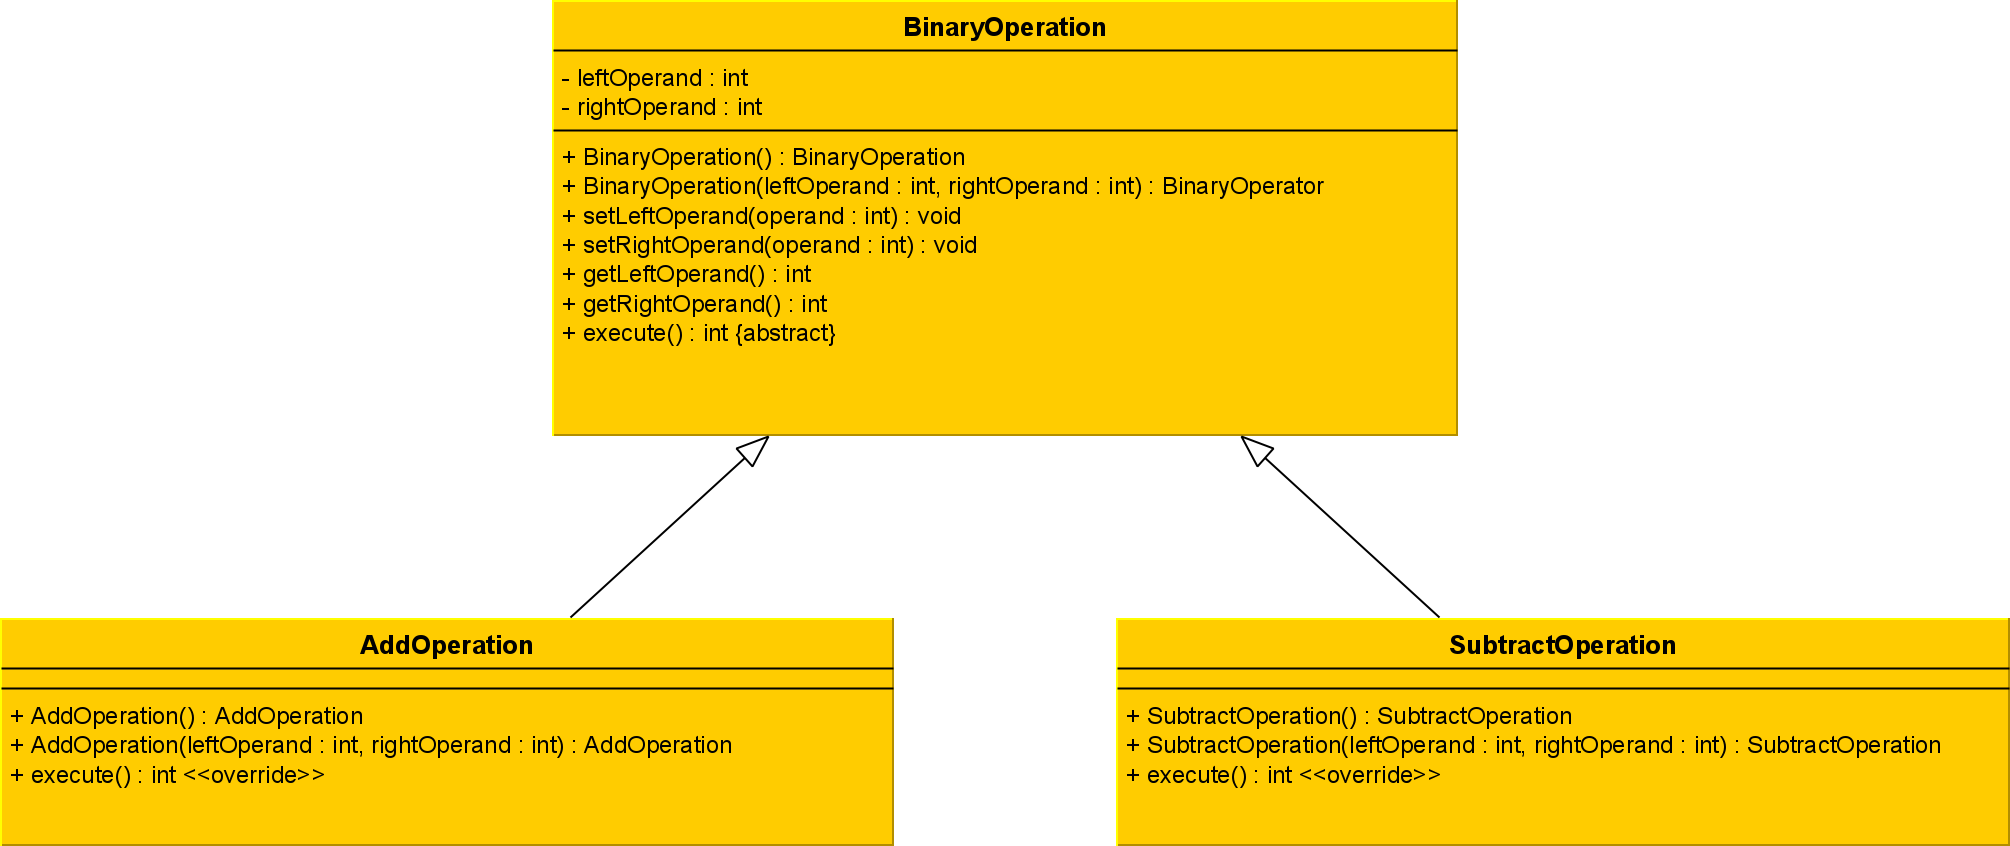 BinaryOperation
- leftOperand : int
- rightOperand : int
+ BinaryOperation() : BinaryOperation
+ BinaryOperation(leftOperand : int, rightOperand : int) : BinaryOperator
+ setLeftOperand(operand : int) : void
+ setRightOperand(operand : int) : void
+ getLeftOperand() : int
+ getRightOperand() : int
+ execute() : int {abstract}
AddOperation
+ AddOperation() : AddOperation
+ AddOperation(leftOperand : int, rightOperand : int) : AddOperation
+ execute() : int <<override>>
SubtractOperation
+ SubtractOperation() : SubtractOperation
+ SubtractOperation(leftOperand : int, rightOperand : int) : SubtractOperation
+ execute() : int <<override>>